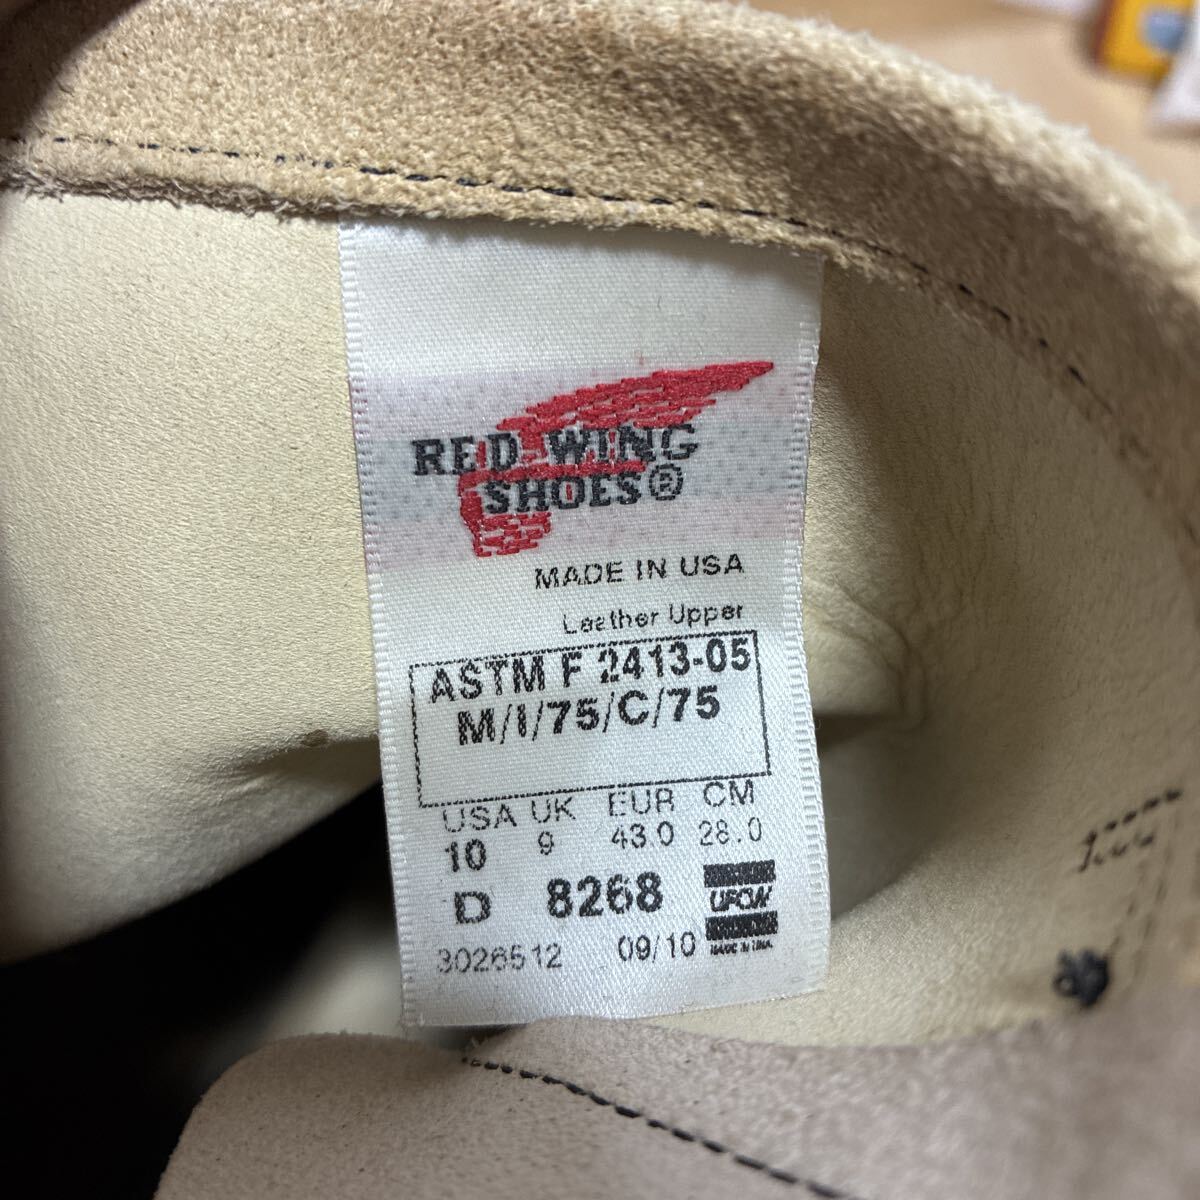 RED WING
SHOES®
MADE IN USA
Leather Upper
ASTM F 2413-05
M/I/75/C/75
USA UK EUR CM
10 9 43.0 28.0
D 8268
UFCW
3026512 09/10
MADE IN USA